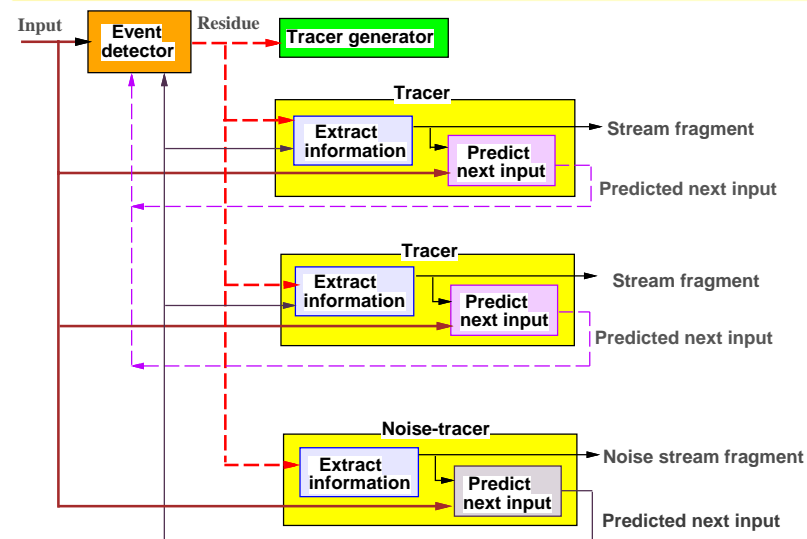 Input
Event
detector
Residue
Tracer generator
Tracer
Extract
information
Stream fragment
Predict
next input
Predicted next input
Tracer
Extract
information
Stream fragment
Predict
next input
Predicted next input
Noise-tracer
Extract
information
Noise stream fragment
Predict
next input
Predicted next input